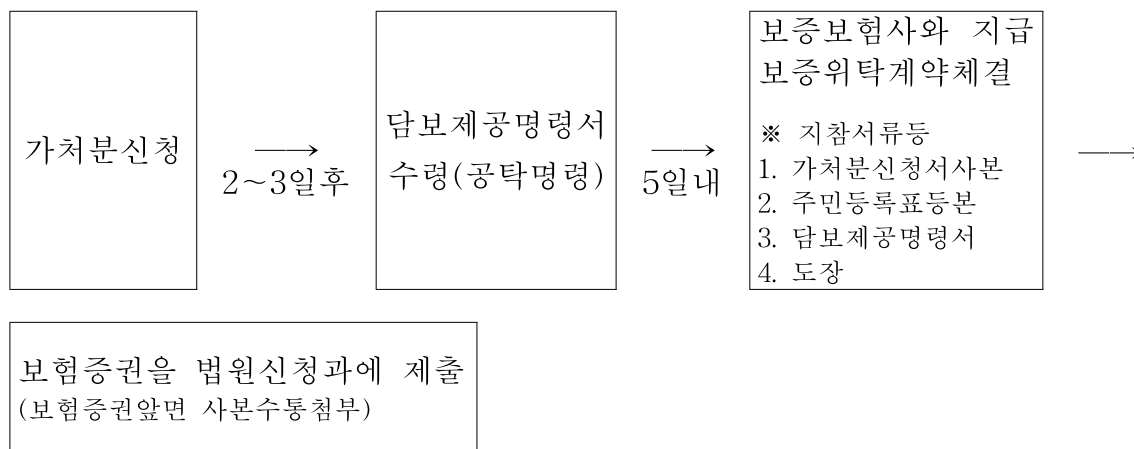 가처분신청
2~3일후
담보제공명령서
수령(공탁명령)
5일내
보증보험사와 지급
보증위탁계약체결
※ 지참서류등
1. 가처분신청서사본
2. 주민등록표등본
3. 담보제공명령서
4. 도장
보험증권을 법원신청과에 제출
(보험증권앞면 사본수통첨부)